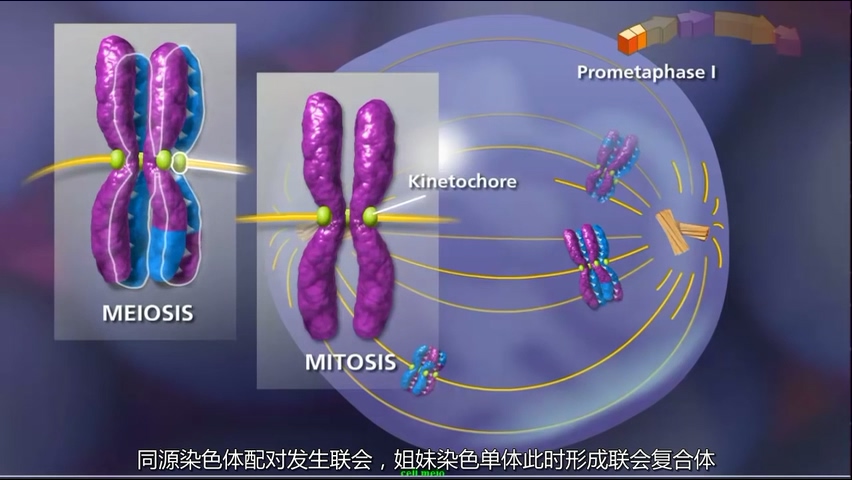 Prometaphase I
Kinetochore
MEIOSIS
MITOSIS
同源染色体配对发生联会，姐妹染色单体此时形成联会复合体
cell meio